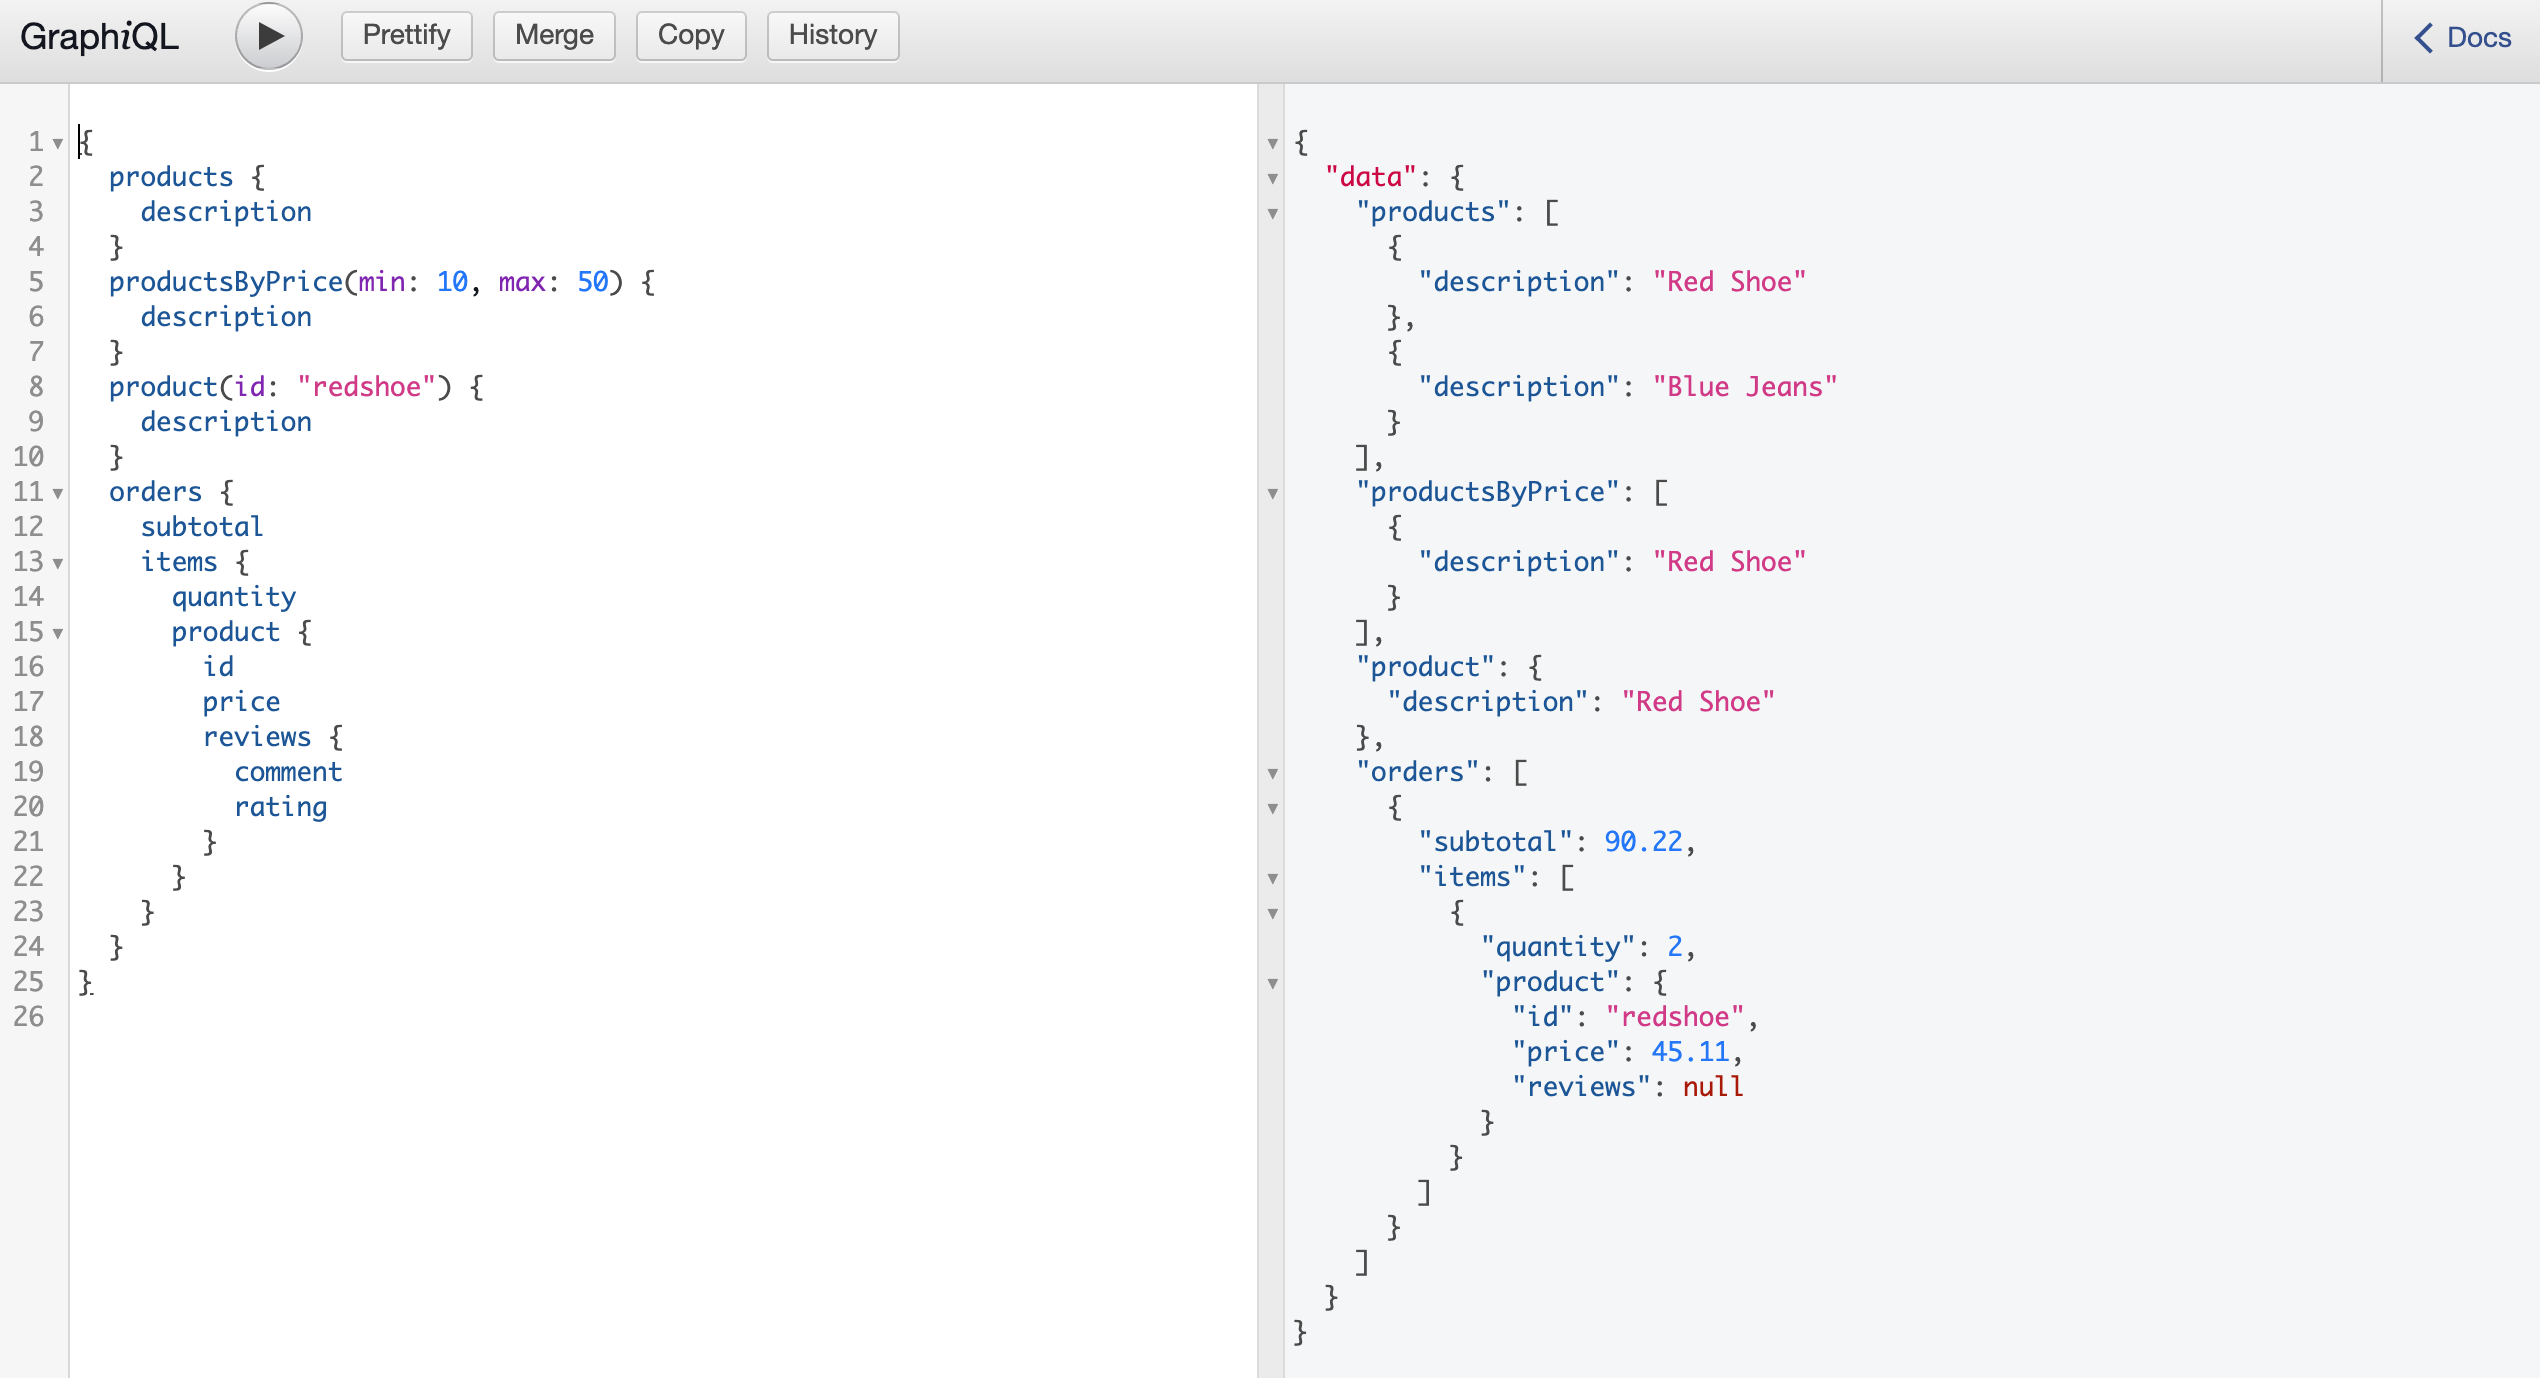 GraphiQL Prettify Merge Copy History Docs
1 {
2   products {
3     description
4   }
5   productsByPrice(min: 10, max: 50) {
6     description
7   }
8   product(id: "redshoe") {
9     description
10   }
11   orders {
12     subtotal
13     items {
14       quantity
15       product {
16         id
17         price
18         reviews {
19           comment
20           rating
21         }
22       }
23     }
24   }
25 }
26
{
  "data": {
    "products": [
      {
        "description": "Red Shoe"
      },
      {
        "description": "Blue Jeans"
      }
    ],
    "productsByPrice": [
      {
        "description": "Red Shoe"
      }
    ],
    "product": {
      "description": "Red Shoe"
    },
    "orders": [
      {
        "subtotal": 90.22,
        "items": [
          {
            "quantity": 2,
            "product": {
              "id": "redshoe",
              "price": 45.11,
              "reviews": null
            }
          }
        ]
      }
    ]
  }
}